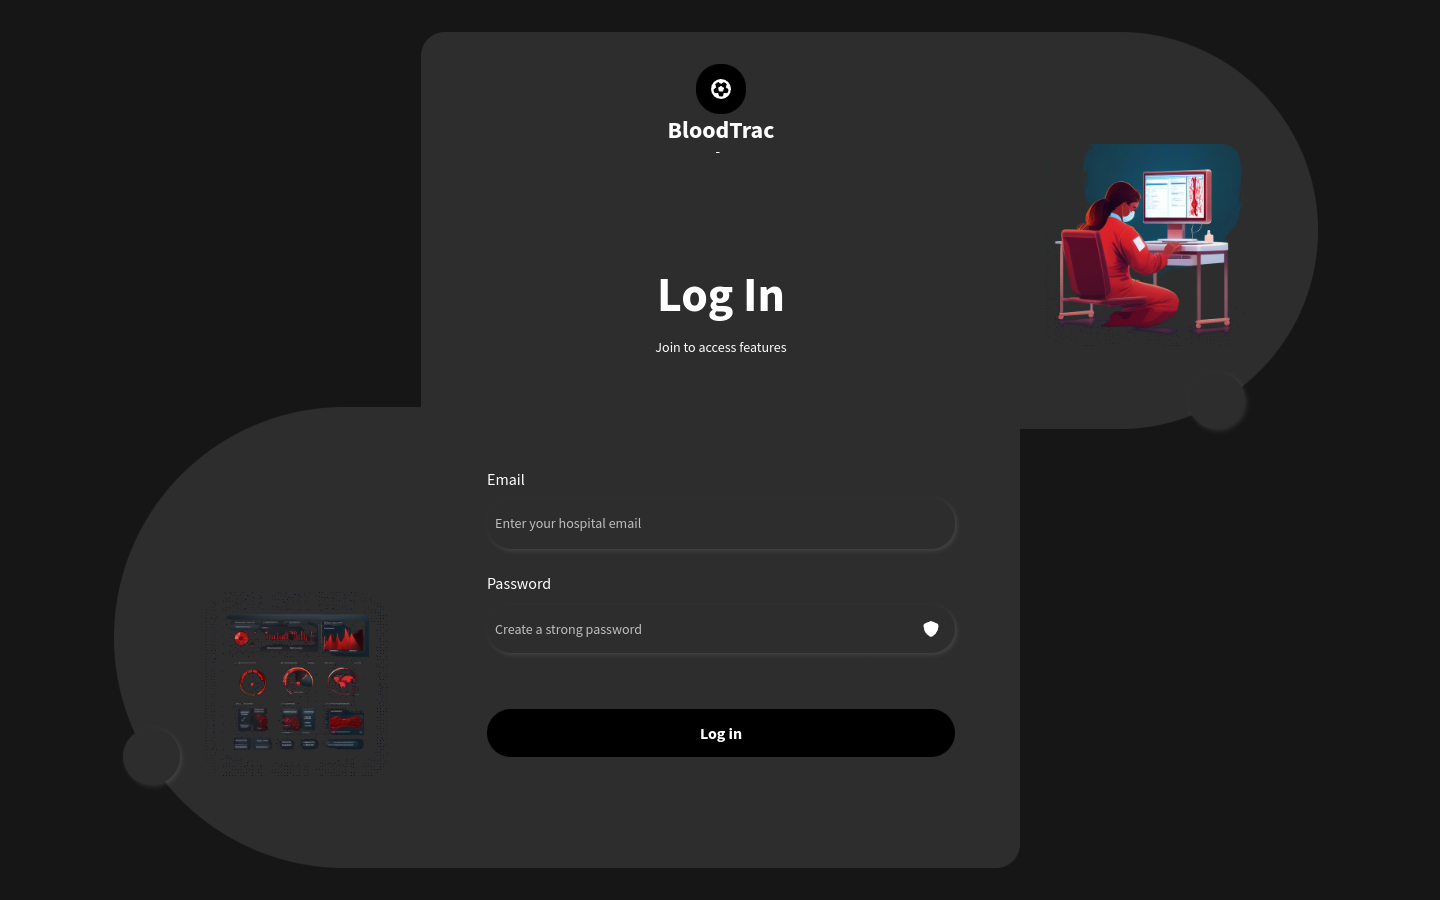 BloodTrac
-
Log In
Join to access features
Email
Enter your hospital email
Password
Create a strong password
Log in